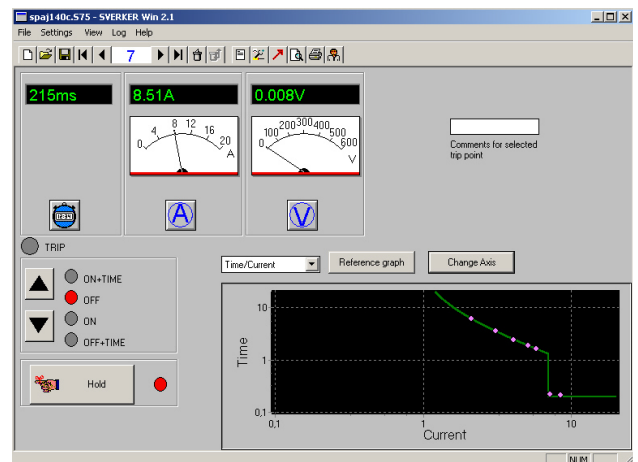 spaj140c.S75 - SVERKER Win 2.1
File Settings View Log Help
7
215ms 8.51A 0.008V
0 4 8 12 16 20 A
0 100 200 300 400 500 600 V
Comments for selected
trip point
A V
TRIP
ON+TIME
OFF
ON
OFF+TIME
Hold
Time/Current Reference graph Change Axis
Time
10
1
0,1
0,1 1 10
Current
NUM